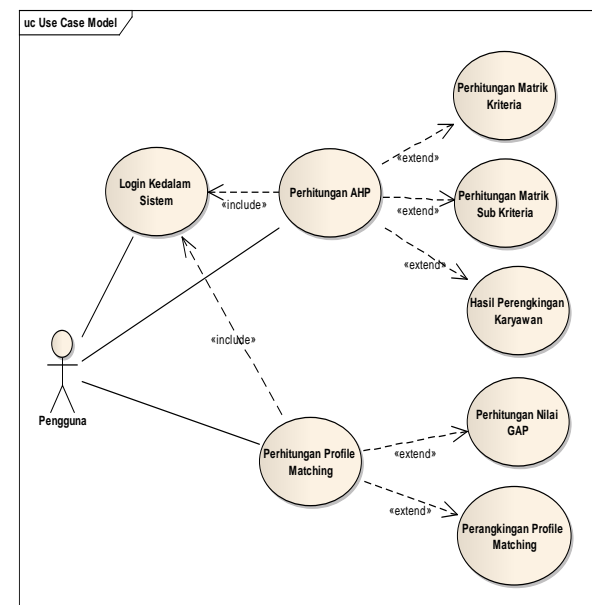 uc Use Case Model
Perhitungan Matrik
Kriteria
«extend»
Login Kedalam
Sistem
«include»
Perhitungan AHP
«extend»
Perhitungan Matrik
Sub Kriteria
«extend»
Hasil Perengkingan
Karyawan
«include»
Pengguna
Perhitungan Profile
Matching
«extend»
Perhitungan Nilai
GAP
«extend»
Perangkingan Profile
Matching